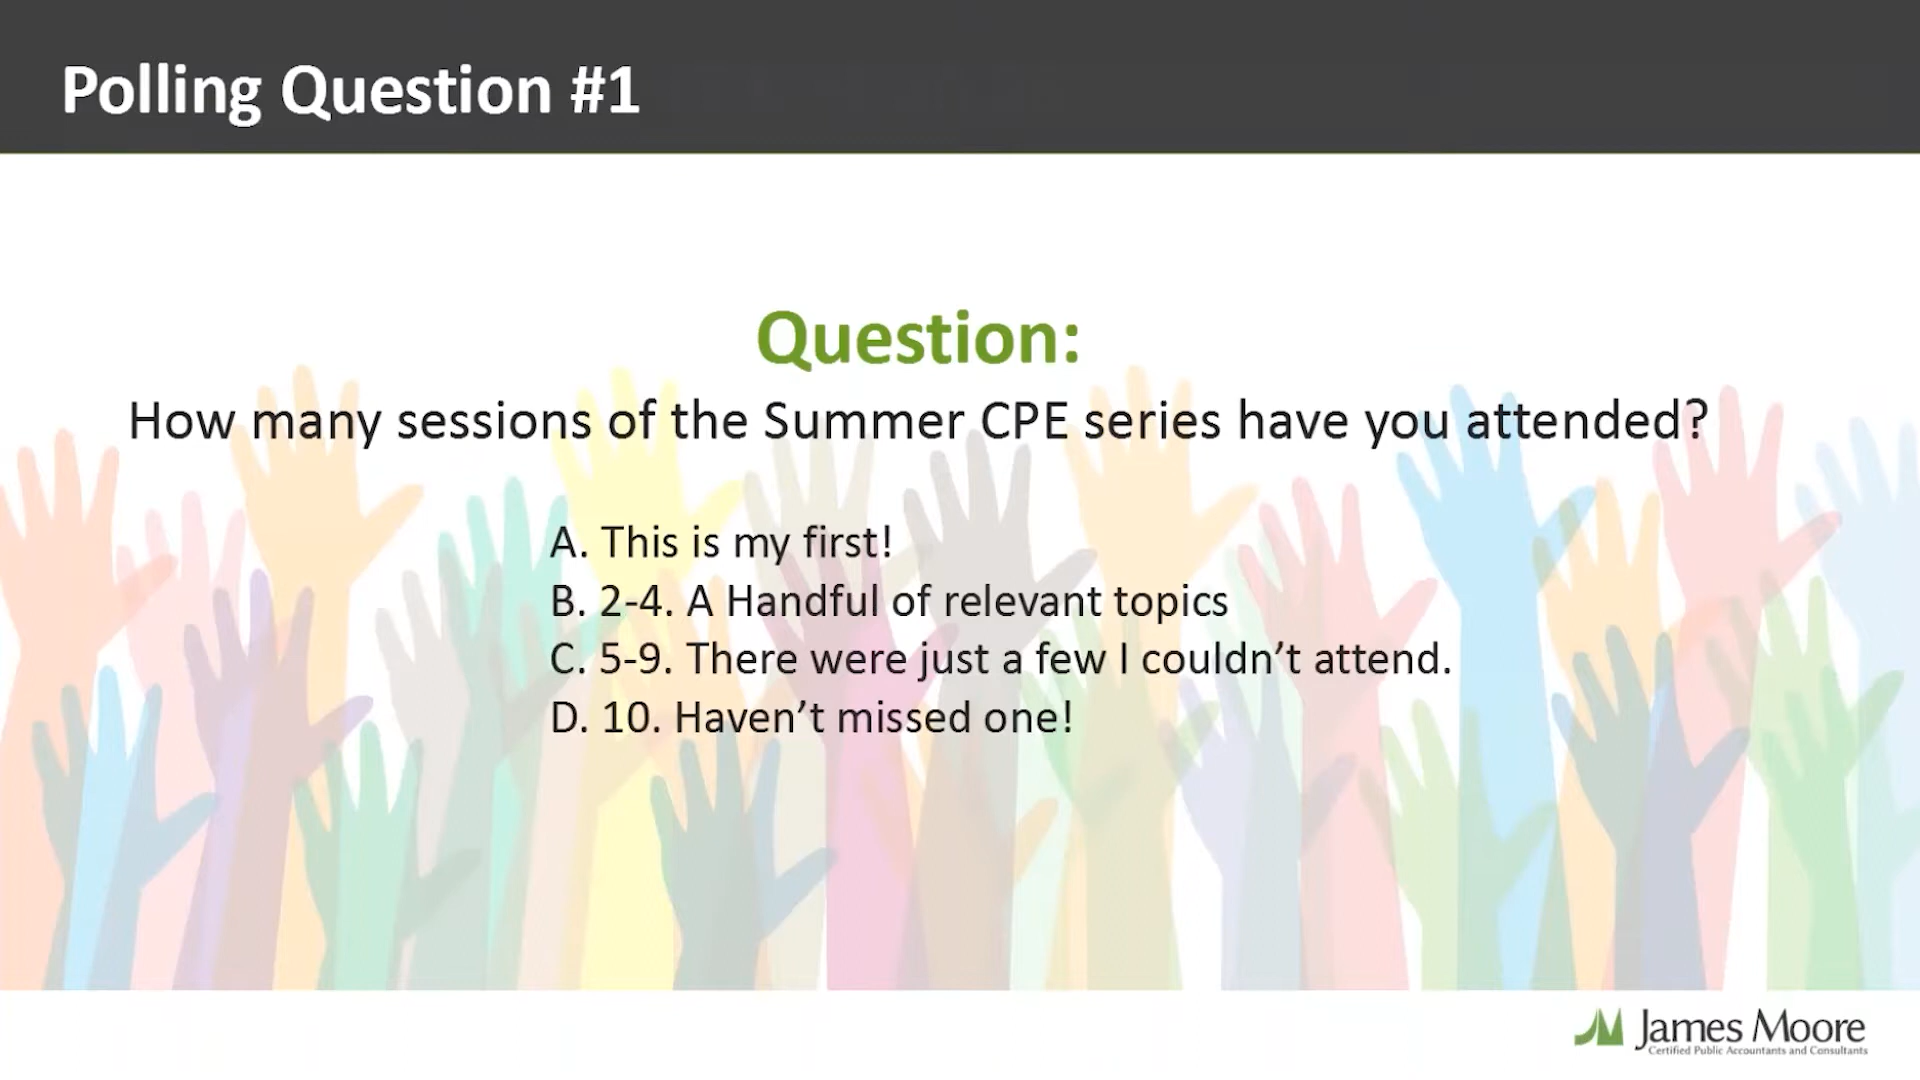 Polling Question #1
Question:
How many sessions of the Summer CPE series have you attended?
A. This is my first!
B. 2-4. A Handful of relevant topics
C. 5-9. There were just a few I couldn’t attend.
D. 10. Haven’t missed one!
James Moore
Certified Public Accountants and Consultants